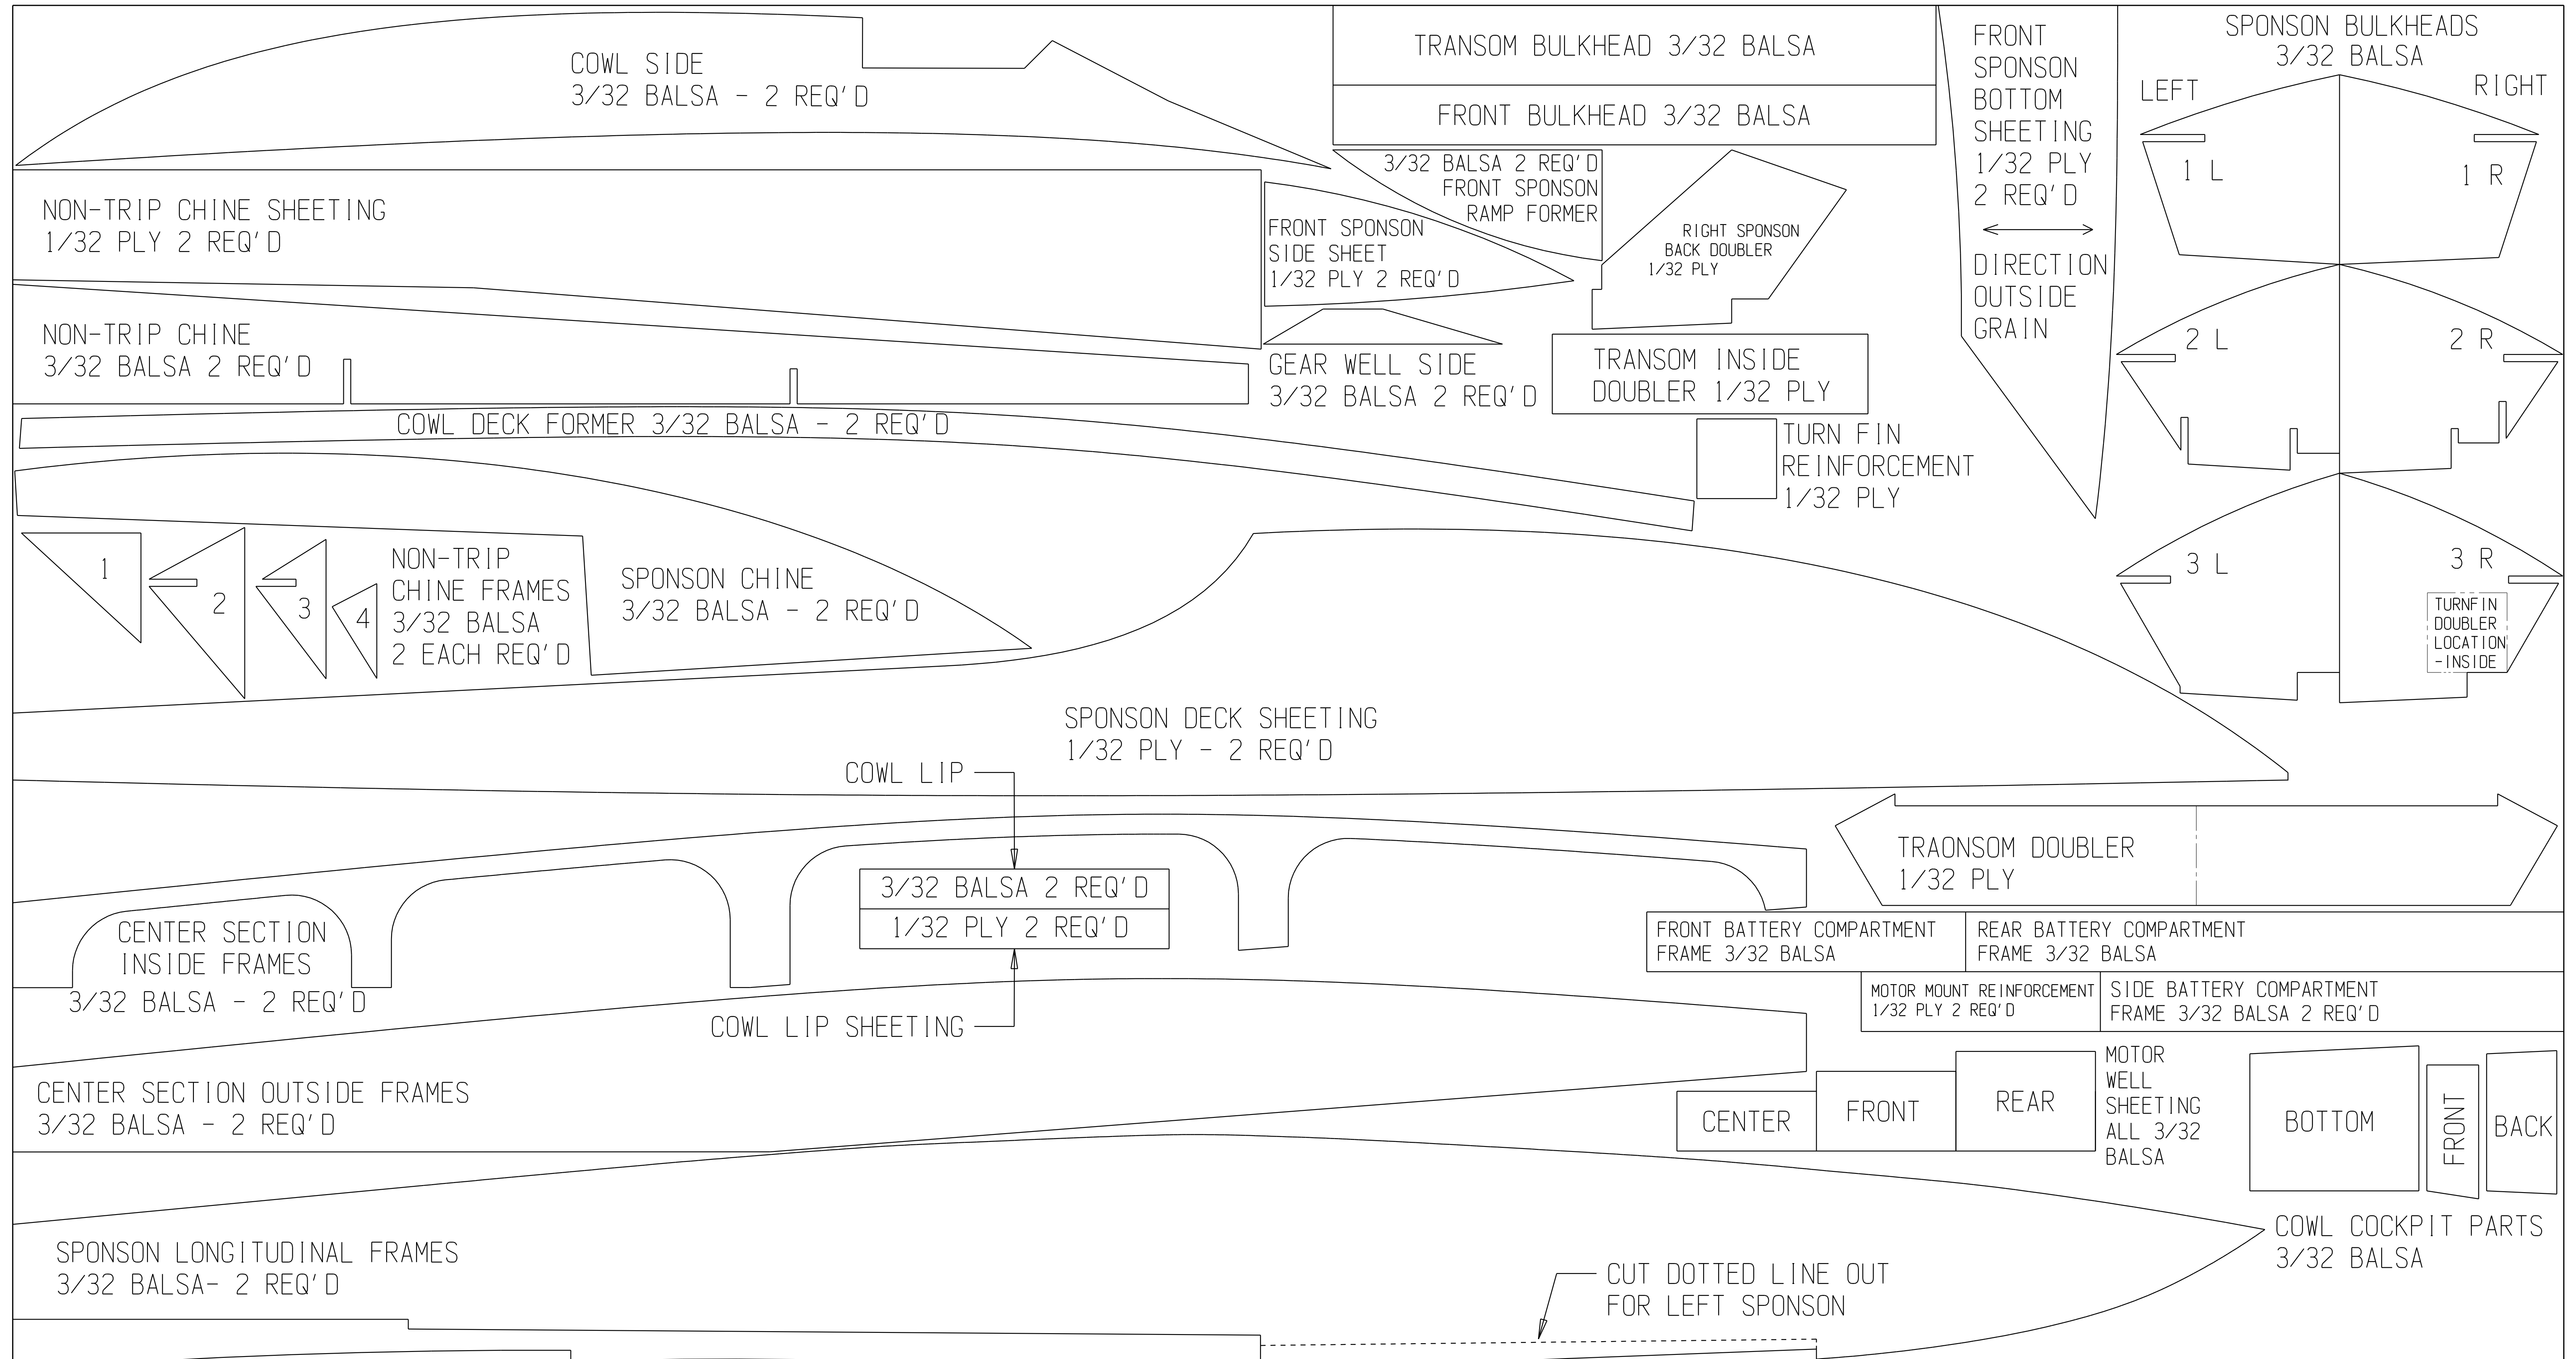 COWL SIDE
3/32 BALSA - 2 REQ'D
TRANSOM BULKHEAD 3/32 BALSA
FRONT BULKHEAD 3/32 BALSA
FRONT
SPONSON
BOTTOM
SHEETING
1/32 PLY
2 REQ'D
DIRECTION
OUTSIDE
GRAIN
SPONSON BULKHEADS
3/32 BALSA
LEFT
RIGHT
1 L
1 R
2 L
2 R
3 L
3 R
TURNFIN
DOUBLER
LOCATION
-INSIDE
NON-TRIP CHINE SHEETING
1/32 PLY 2 REQ'D
3/32 BALSA 2 REQ'D
FRONT SPONSON
RAMP FORMER
FRONT SPONSON
SIDE SHEET
1/32 PLY 2 REQ'D
RIGHT SPONSON
BACK DOUBLER
1/32 PLY
NON-TRIP CHINE
3/32 BALSA 2 REQ'D
GEAR WELL SIDE
3/32 BALSA 2 REQ'D
TRANSOM INSIDE
DOUBLER 1/32 PLY
COWL DECK FORMER 3/32 BALSA - 2 REQ'D
TURN FIN
REINFORCEMENT
1/32 PLY
1
2
3
4
NON-TRIP
CHINE FRAMES
3/32 BALSA
2 EACH REQ'D
SPONSON CHINE
3/32 BALSA - 2 REQ'D
SPONSON DECK SHEETING
1/32 PLY - 2 REQ'D
COWL LIP
3/32 BALSA 2 REQ'D
1/32 PLY 2 REQ'D
COWL LIP SHEETING
TRAONSOM DOUBLER
1/32 PLY
CENTER SECTION
INSIDE FRAMES
3/32 BALSA - 2 REQ'D
FRONT BATTERY COMPARTMENT
FRAME 3/32 BALSA
REAR BATTERY COMPARTMENT
FRAME 3/32 BALSA
MOTOR MOUNT REINFORCEMENT
1/32 PLY 2 REQ'D
SIDE BATTERY COMPARTMENT
FRAME 3/32 BALSA 2 REQ'D
CENTER SECTION OUTSIDE FRAMES
3/32 BALSA - 2 REQ'D
CENTER
FRONT
REAR
MOTOR
WELL
SHEETING
ALL 3/32
BALSA
BOTTOM
FRONT
BACK
COWL COCKPIT PARTS
3/32 BALSA
SPONSON LONGITUDINAL FRAMES
3/32 BALSA- 2 REQ'D
CUT DOTTED LINE OUT
FOR LEFT SPONSON